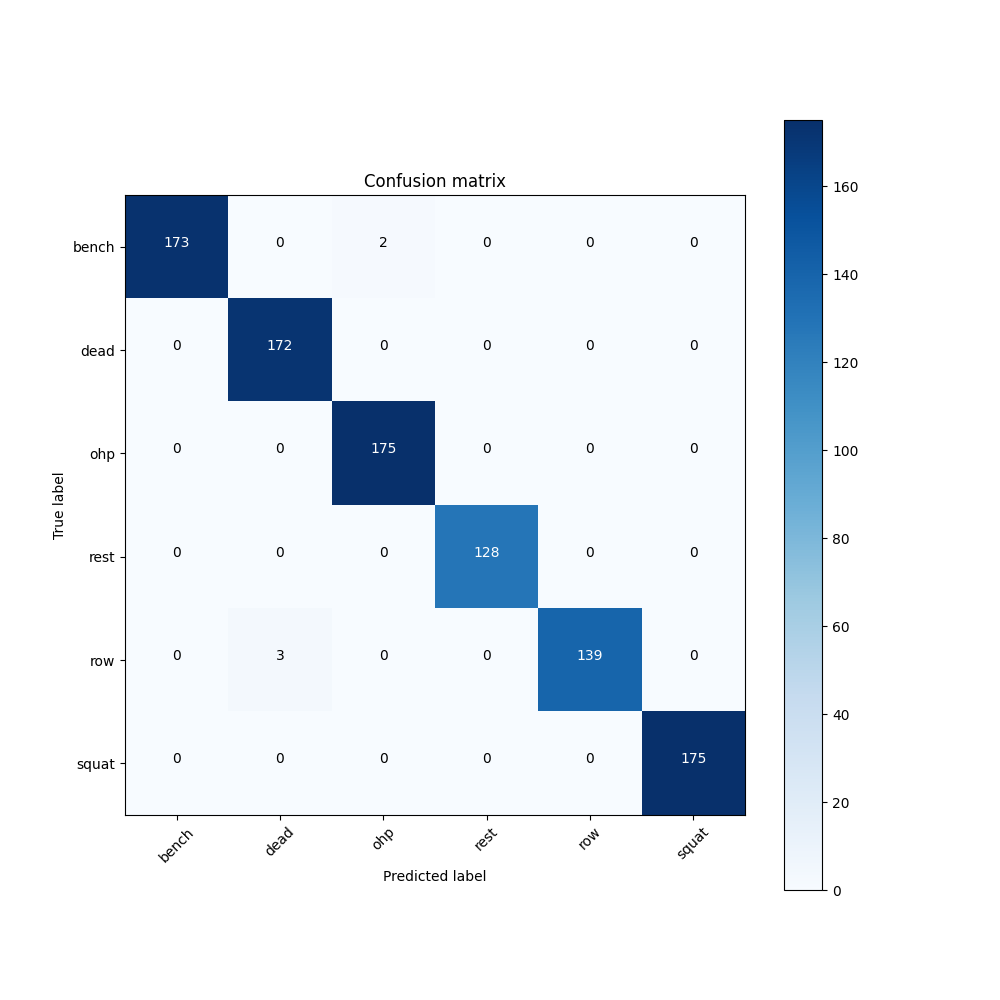 Confusion matrix
bench 173 0 2 0 0 0
dead 0 172 0 0 0 0
ohp 0 0 175 0 0 0
rest 0 0 0 128 0 0
row 0 3 0 0 139 0
squat 0 0 0 0 0 175
bench dead ohp rest row squat
Predicted label
True label
160
140
120
100
80
60
40
20
0